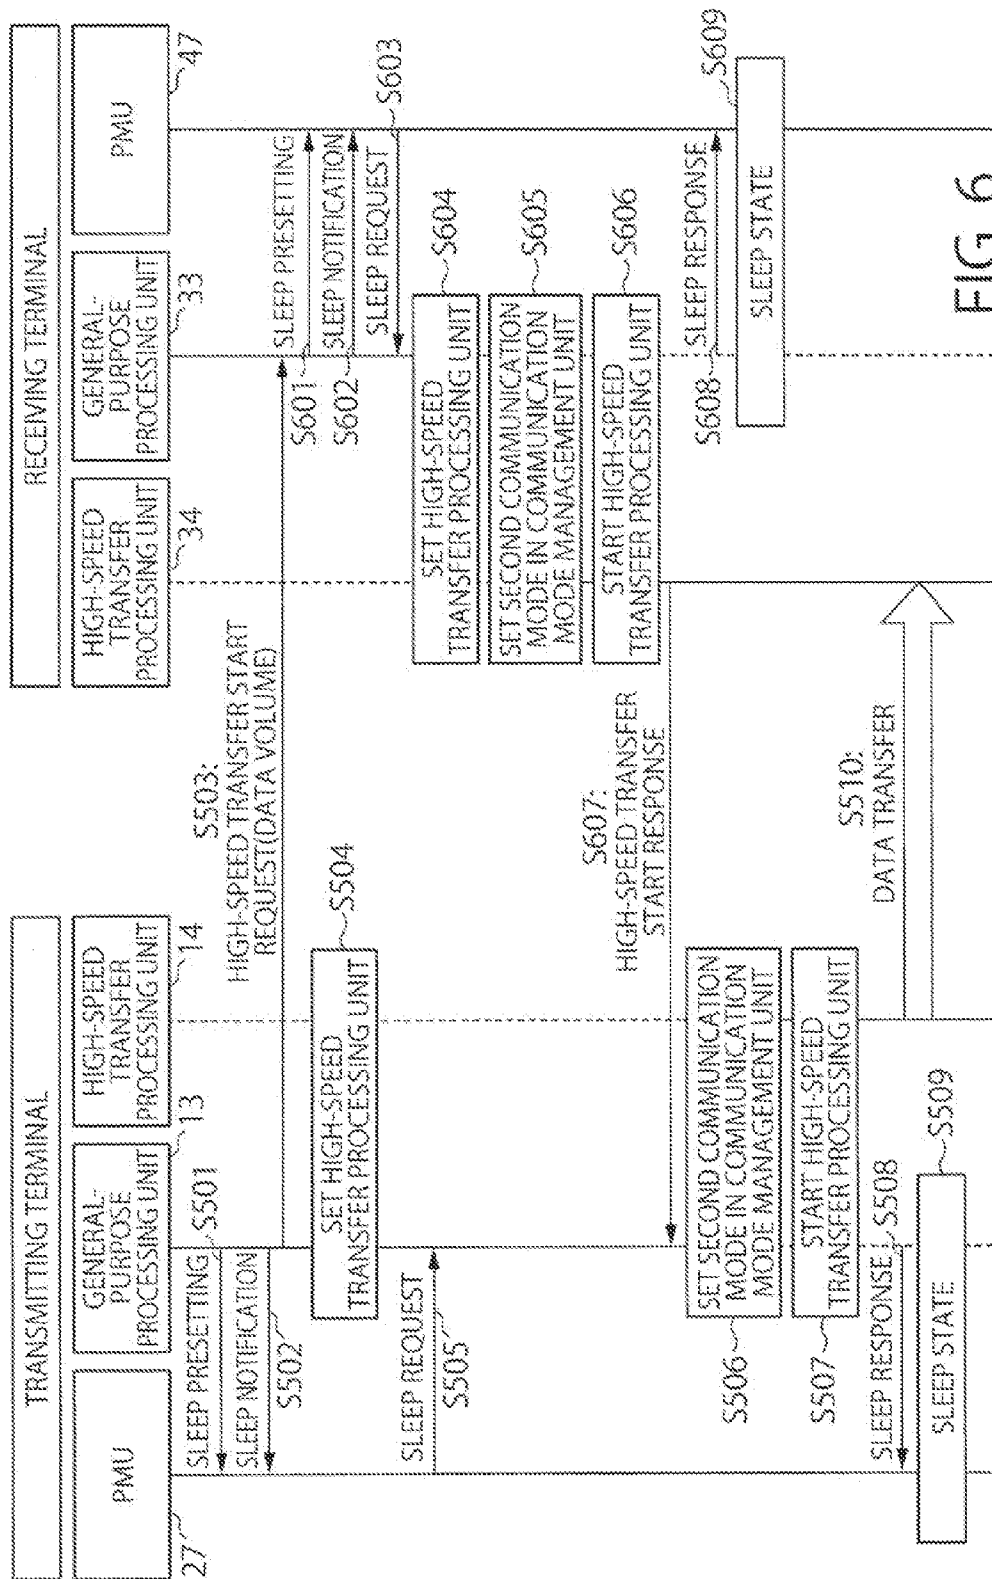 TRANSMITTING TERMINAL
RECEIVING TERMINAL
PMU
27
GENERAL-
PURPOSE
PROCESSING UNIT
13
HIGH-SPEED
TRANSFER
PROCESSING UNIT
14
HIGH-SPEED
TRANSFER
PROCESSING UNIT
34
GENERAL-
PURPOSE
PROCESSING UNIT
33
PMU
47
SLEEP PRESETTING
S501
SLEEP NOTIFICATION
S502
S503:
HIGH-SPEED TRANSFER START
REQUEST(DATA VOLUME)
SLEEP PRESETTING
S601
SLEEP NOTIFICATION
S602
SLEEP REQUEST
S603
SET HIGH-SPEED
TRANSFER PROCESSING UNIT
S504
SLEEP REQUEST
S505
SET HIGH-SPEED
TRANSFER PROCESSING UNIT
S604
SET SECOND COMMUNICATION
MODE IN COMMUNICATION
MODE MANAGEMENT UNIT
S605
START HIGH-SPEED
TRANSFER PROCESSING UNIT
S606
S607:
HIGH-SPEED TRANSFER
START RESPONSE
SET SECOND COMMUNICATION
MODE IN COMMUNICATION
MODE MANAGEMENT UNIT
S506
START HIGH-SPEED
TRANSFER PROCESSING UNIT
S507
SLEEP RESPONSE
S608
SLEEP STATE
S609
SLEEP RESPONSE
S508
SLEEP STATE
S509
S510:
DATA TRANSFER
FIG. 6